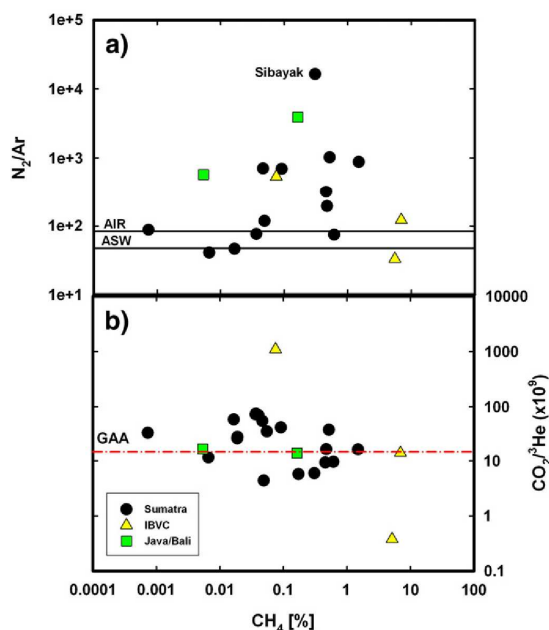 1e+5
a)
Sibayak
1e+4
N₂/Ar
1e+3
AIR
1e+2
ASW
1e+1
10000
b)
1000
100
GAA
CO₂/³He (x10⁹)
10
Sumatra
IBVC
1
Java/Bali
0.1
0.0001 0.001 0.01 0.1 1 10 100
CH₄ [%]